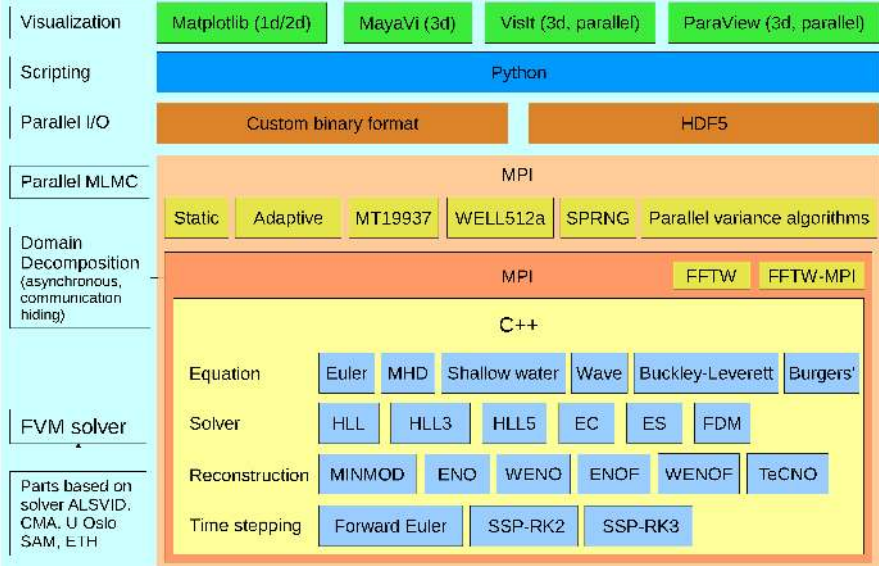 Visualization
Matplotlib (1d/2d) MayaVi (3d) VisIt (3d, parallel) ParaView (3d, parallel)
Scripting
Python
Parallel I/O
Custom binary format HDF5
Parallel MLMC
MPI
Static Adaptive MT19937 WELL512a SPRNG Parallel variance algorithms
Domain
Decomposition
(asynchronous,
communication
hiding)
MPI FFTW FFTW-MPI
C++
Equation Euler MHD Shallow water Wave Buckley-Leverett Burgers'
FVM solver
Solver HLL HLL3 HLL5 EC ES FDM
Reconstruction MINMOD ENO WENO ENOF WENOF TeCNO
Time stepping Forward Euler SSP-RK2 SSP-RK3
Parts based on
solver ALSVID.
CMA. U Oslo
SAM, ETH